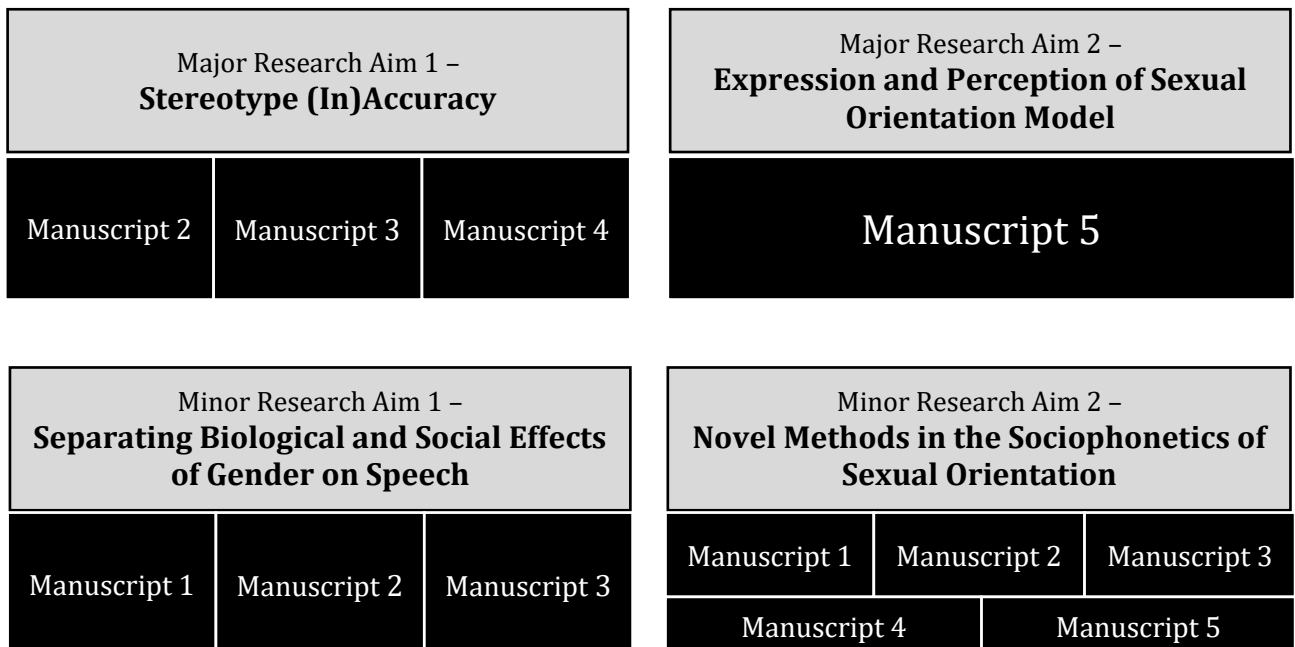 Major Research Aim 1 –
Stereotype (In)Accuracy
Manuscript 2
Manuscript 3
Manuscript 4
Major Research Aim 2 –
Expression and Perception of Sexual
Orientation Model
Manuscript 5
Minor Research Aim 1 –
Separating Biological and Social Effects
of Gender on Speech
Manuscript 1
Manuscript 2
Manuscript 3
Minor Research Aim 2 –
Novel Methods in the Sociophonetics of
Sexual Orientation
Manuscript 1
Manuscript 2
Manuscript 3
Manuscript 4
Manuscript 5